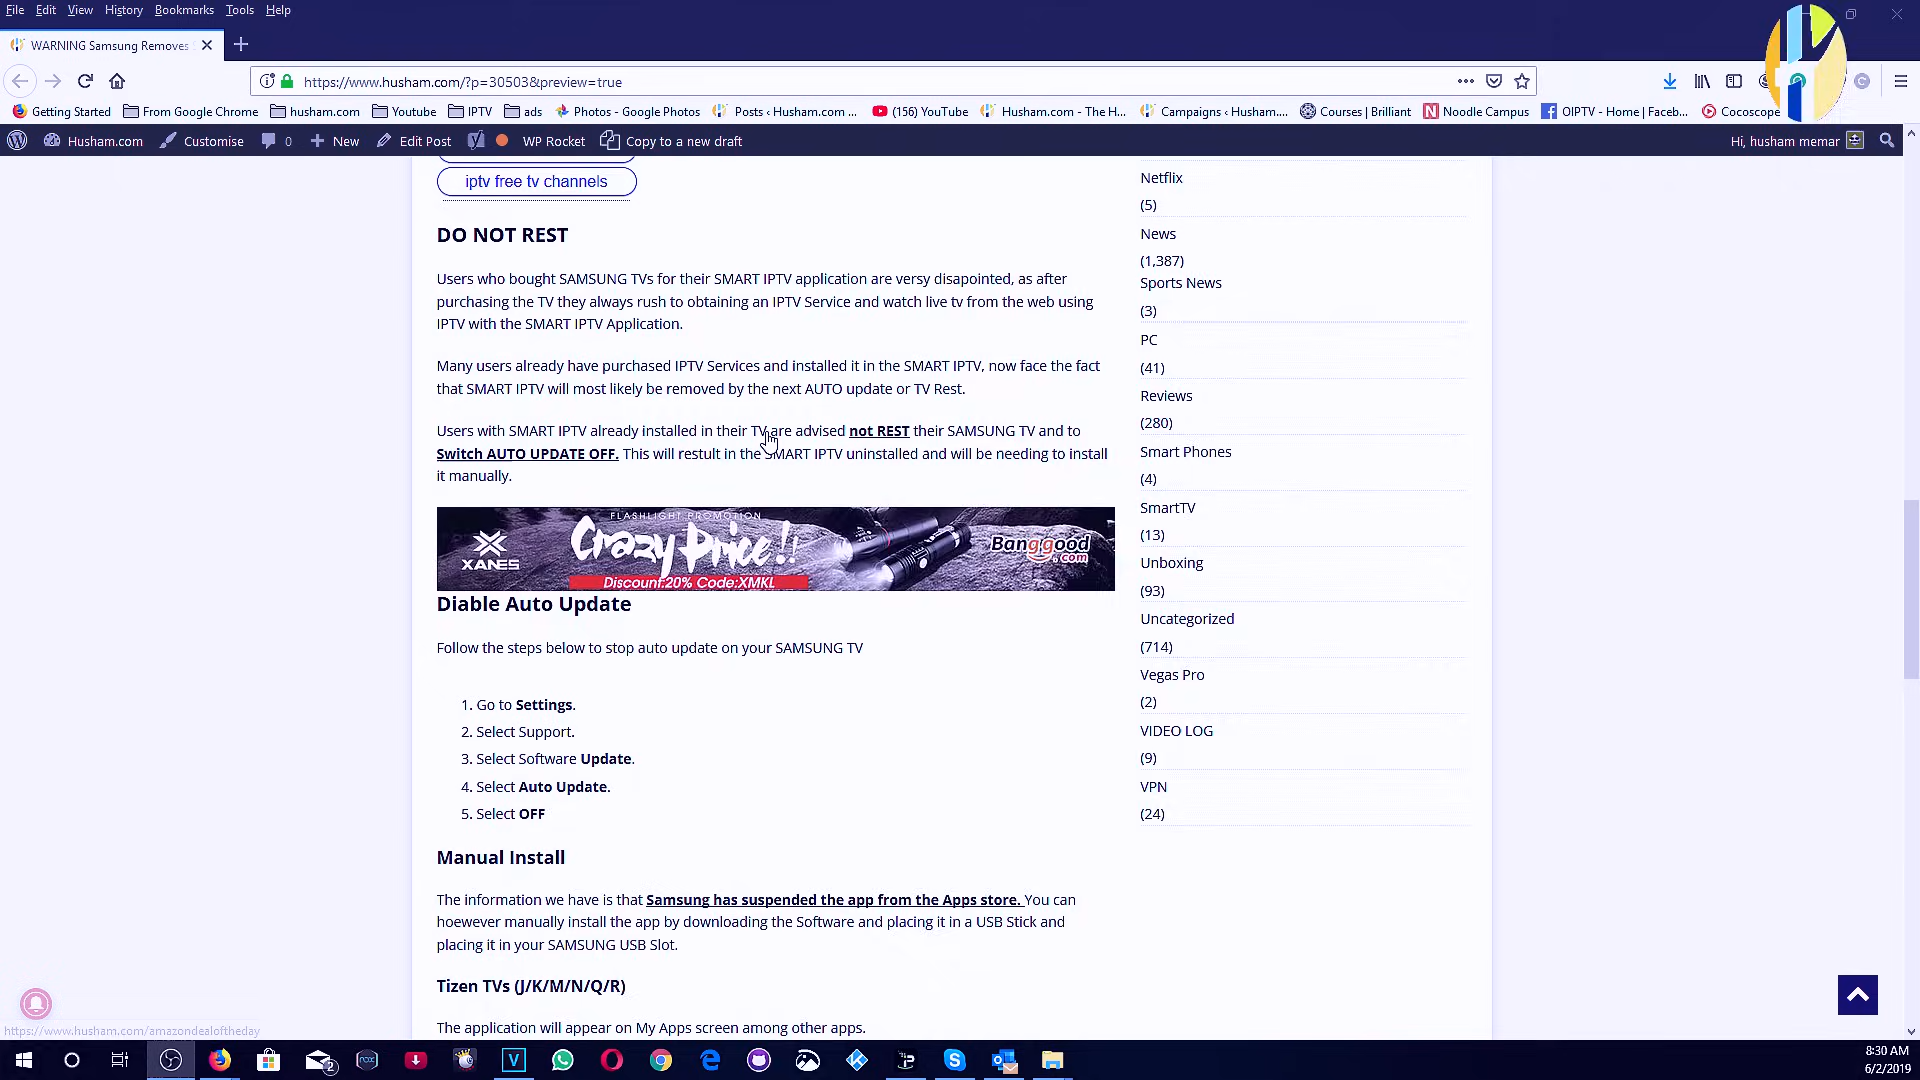 File Edit View History Bookmarks Tools Help
WARNING Samsung Removes
https://www.husham.com/?p=30503&preview=true
Getting Started From Google Chrome husham.com Youtube IPTV ads Photos - Google Photos Posts ‹ Husham.com ... (156) YouTube Husham.com - The H... Campaigns ‹ Husham.... Courses | Brilliant Noodle Campus OIPTV - Home | Faceb... Cocoscope
Husham.com Customise 0 New Edit Post WP Rocket Copy to a new draft Hi, husham memar
iptv free tv channels
DO NOT REST
Users who bought SAMSUNG TVs for their SMART IPTV application are versy disapointed, as after
purchasing the TV they always rush to obtaining an IPTV Service and watch live tv from the web using
IPTV with the SMART IPTV Application.
Many users already have purchased IPTV Services and installed it in the SMART IPTV, now face the fact
that SMART IPTV will most likely be removed by the next AUTO update or TV Rest.
Users with SMART IPTV already installed in their TV are advised not REST their SAMSUNG TV and to
Switch AUTO UPDATE OFF. This will restult in the SMART IPTV uninstalled and will be needing to install
it manually.
FLASHLIGHT PROMOTION
XANES
Crazy Price!!
Banggood.com
Discount:20% Code:XMKL
Diable Auto Update
Follow the steps below to stop auto update on your SAMSUNG TV
1. Go to Settings.
2. Select Support.
3. Select Software Update.
4. Select Auto Update.
5. Select OFF
Manual Install
The information we have is that Samsung has suspended the app from the Apps store. You can
hoewever manually install the app by downloading the Software and placing it in a USB Stick and
placing it in your SAMSUNG USB Slot.
Tizen TVs (J/K/M/N/Q/R)
The application will appear on My Apps screen among other apps.
Netflix
(5)
News
(1,387)
Sports News
(3)
PC
(41)
Reviews
(280)
Smart Phones
(4)
SmartTV
(13)
Unboxing
(93)
Uncategorized
(714)
Vegas Pro
(2)
VIDEO LOG
(9)
VPN
(24)
https://www.husham.com/amazondealoftheday
2
8:30 AM
6/2/2019